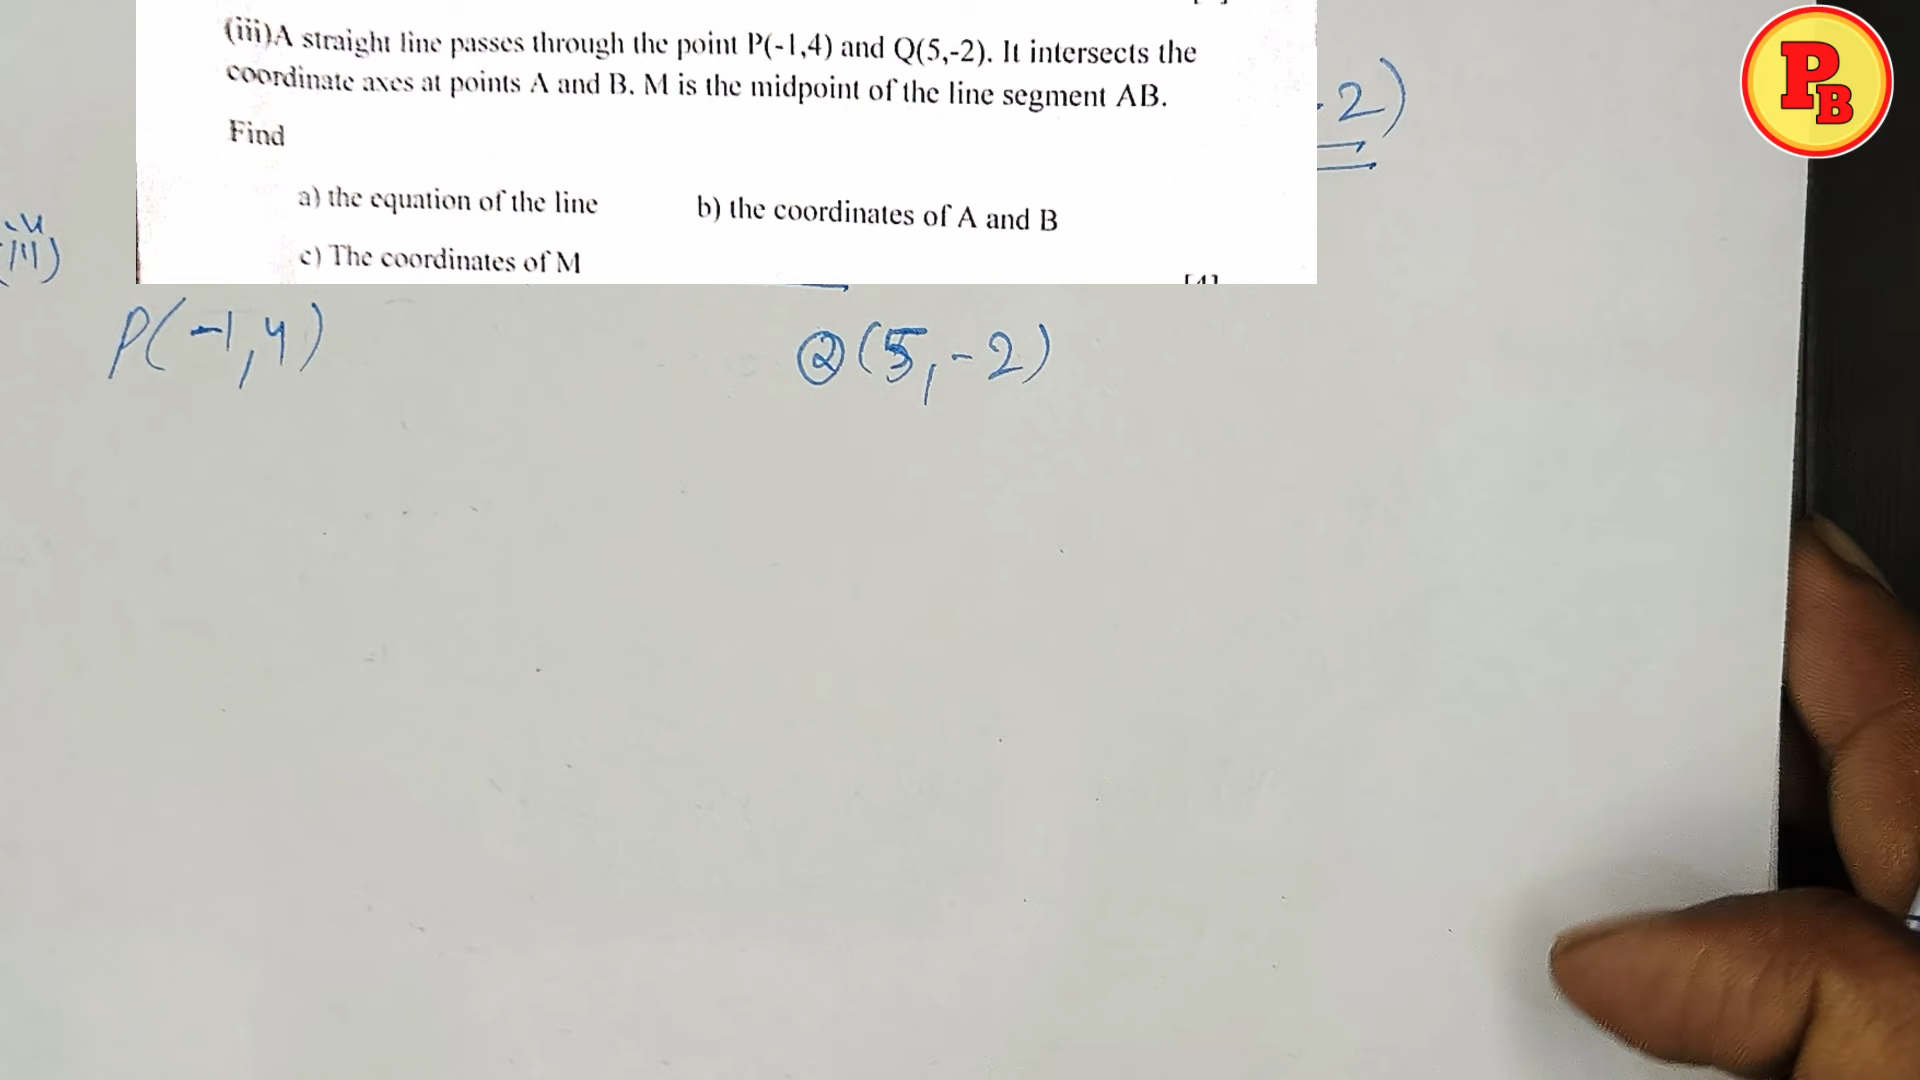 (iii)A straight line passes through the point P(-1,4) and Q(5,-2). It intersects the
coordinate axes at points A and B. M is the midpoint of the line segment AB.
Find
a) the equation of the line b) the coordinates of A and B
c) The coordinates of M
-2)
P(-1,4) Q(5,-2)
PB